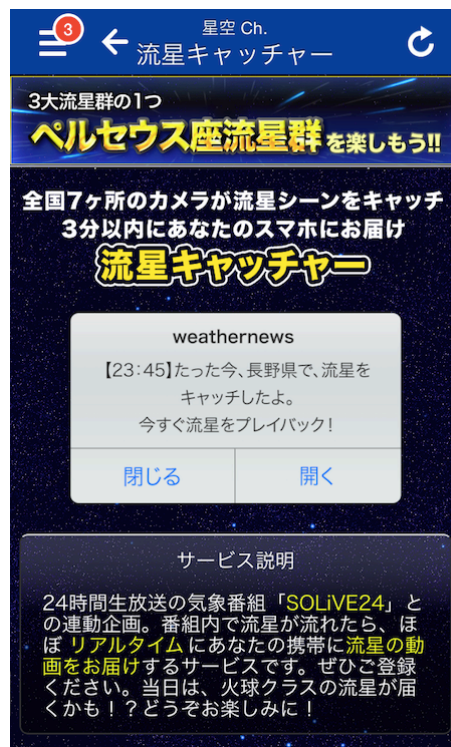 3
星空 Ch.
流星キャッチャー
3大流星群の1つ
ペルセウス座流星群を楽しもう!!
全国7ヶ所のカメラが流星シーンをキャッチ
3分以内にあなたのスマホにお届け
流星キャッチャー
weathernews
【23:45】たった今、長野県で、流星を
キャッチしたよ。
今すぐ流星をプレイバック!
閉じる 開く
サービス説明
24時間生放送の気象番組「SOLiVE24」と
の連動企画。番組内で流星が流れたら、ほ
ぼ リアルタイム にあなたの携帯に流星の動
画をお届けするサービスです。ぜひご登録
ください。当日は、火球クラスの流星が届
くかも！？どうぞお楽しみに！